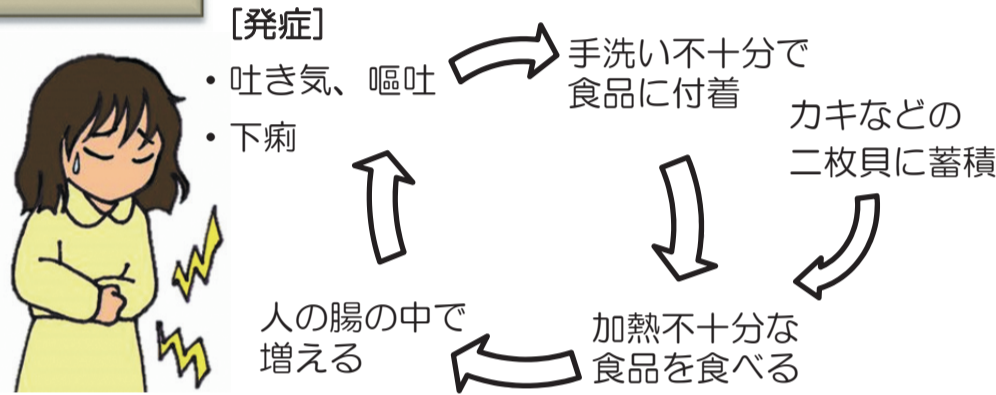 [発症]
・吐き気、嘔吐
・下痢
手洗い不十分で
食品に付着
カキなどの
二枚貝に蓄積
加熱不十分な
食品を食べる
人の腸の中で
増える